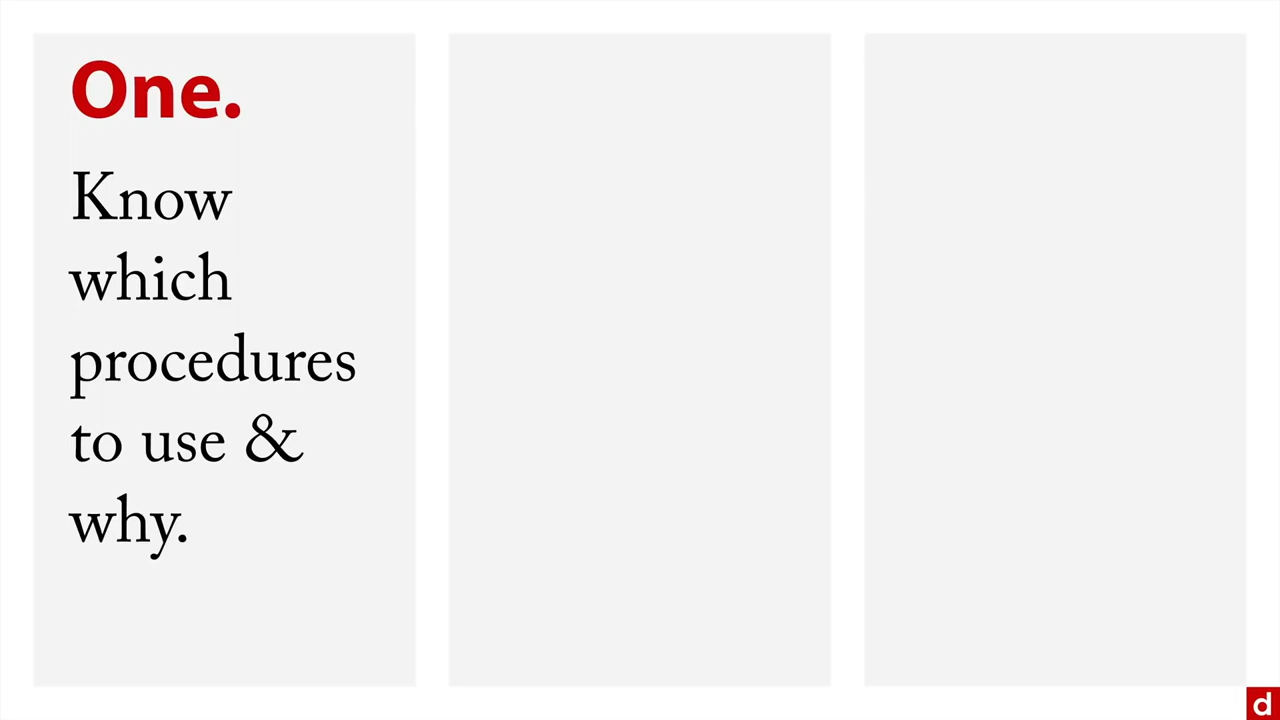 One.
Know
which
procedures
to use &
why.
d